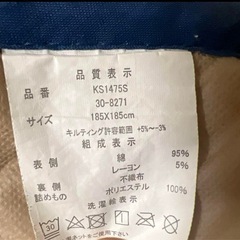 品質表示
品番 KS1475S
30-8271
サイズ 185X185cm
キルティング許容範囲 +5%~-3%
組成表示
表側 綿 95%
レーヨン 5%
裏側 不織布
詰めもの ポリエステル 100%
洗濯絵表示
30